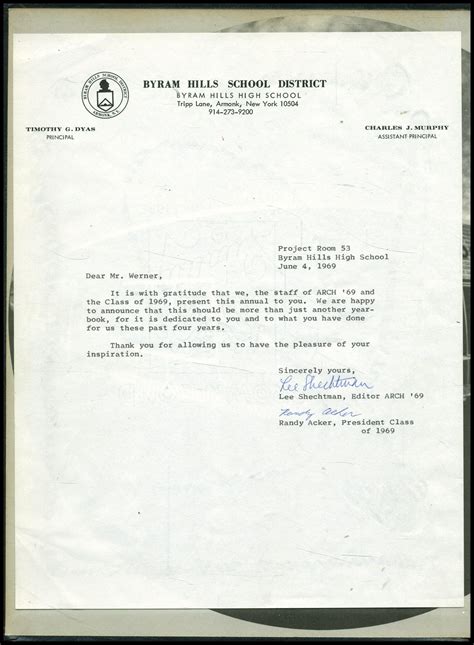 BYRAM HILLS SCHOOL DISTRICT
BYRAM HILLS HIGH SCHOOL
Tripp Lane, Armonk, New York 10504
914-273-9200
BYRAM HILLS SCHOOL DISTRICT
ARMONK, N.Y.
TIMOTHY G. DYAS
PRINCIPAL
CHARLES J. MURPHY
ASSISTANT PRINCIPAL
Project Room 53
Byram Hills High School
June 4, 1969
Dear Mr. Werner,
It is with gratitude that we, the staff of ARCH '69 and
the Class of 1969, present this annual to you. We are happy
to announce that this should be more than just another year-
book, for it is dedicated to you and to what you have done
for us these past four years.
Thank you for allowing us to have the pleasure of your
inspiration.
Sincerely yours,
Lee Shechtman
Lee Shechtman, Editor ARCH '69
Randy Acker
Randy Acker, President Class
of 1969